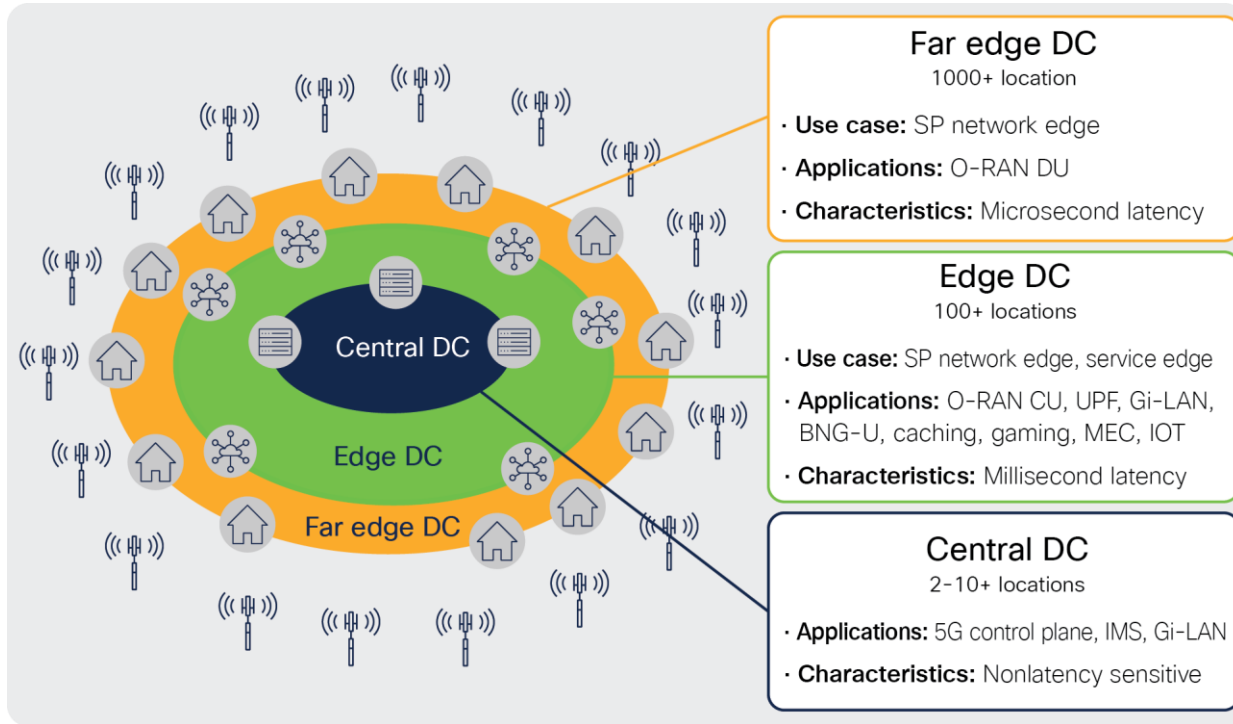 Central DC
Edge DC
Far edge DC
Far edge DC
1000+ location
· Use case: SP network edge
· Applications: O-RAN DU
· Characteristics: Microsecond latency
Edge DC
100+ locations
· Use case: SP network edge, service edge
· Applications: O-RAN CU, UPF, Gi-LAN,
BNG-U, caching, gaming, MEC, IOT
· Characteristics: Millisecond latency
Central DC
2-10+ locations
· Applications: 5G control plane, IMS, Gi-LAN
· Characteristics: Nonlatency sensitive